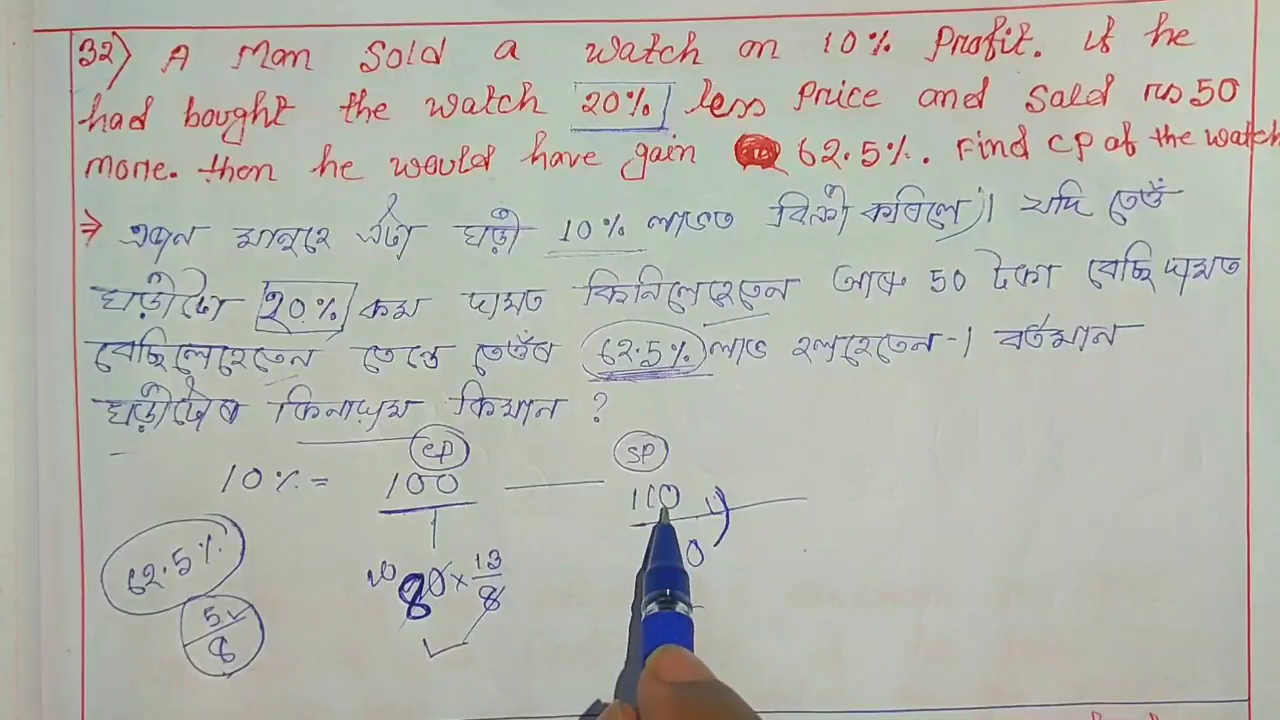 32) A Man Sold a watch on 10% Profit. if he
had bought the watch 20% less Price and Sold rs 50
more. then he would have gain 62.5%. Find CP of the watch
⇒ এজন মানুহে এটা ঘড়ী 10% লাভত বিক্ৰী কৰিলে। যদি তেওঁ
ঘড়ীটো 20% কম দামত কিনিলেহেতেন আৰু 50 টকা বেছি দামত
বেছিলেহেতেন তেন্তে তেওঁৰ 62.5% লাভ হলহেতেন। বৰ্তমান
ঘড়ীটোৰ কিনাদাম কিমান ?
CP SP
10% = 100 110
62.5%
10 80 × 13/8
5/8